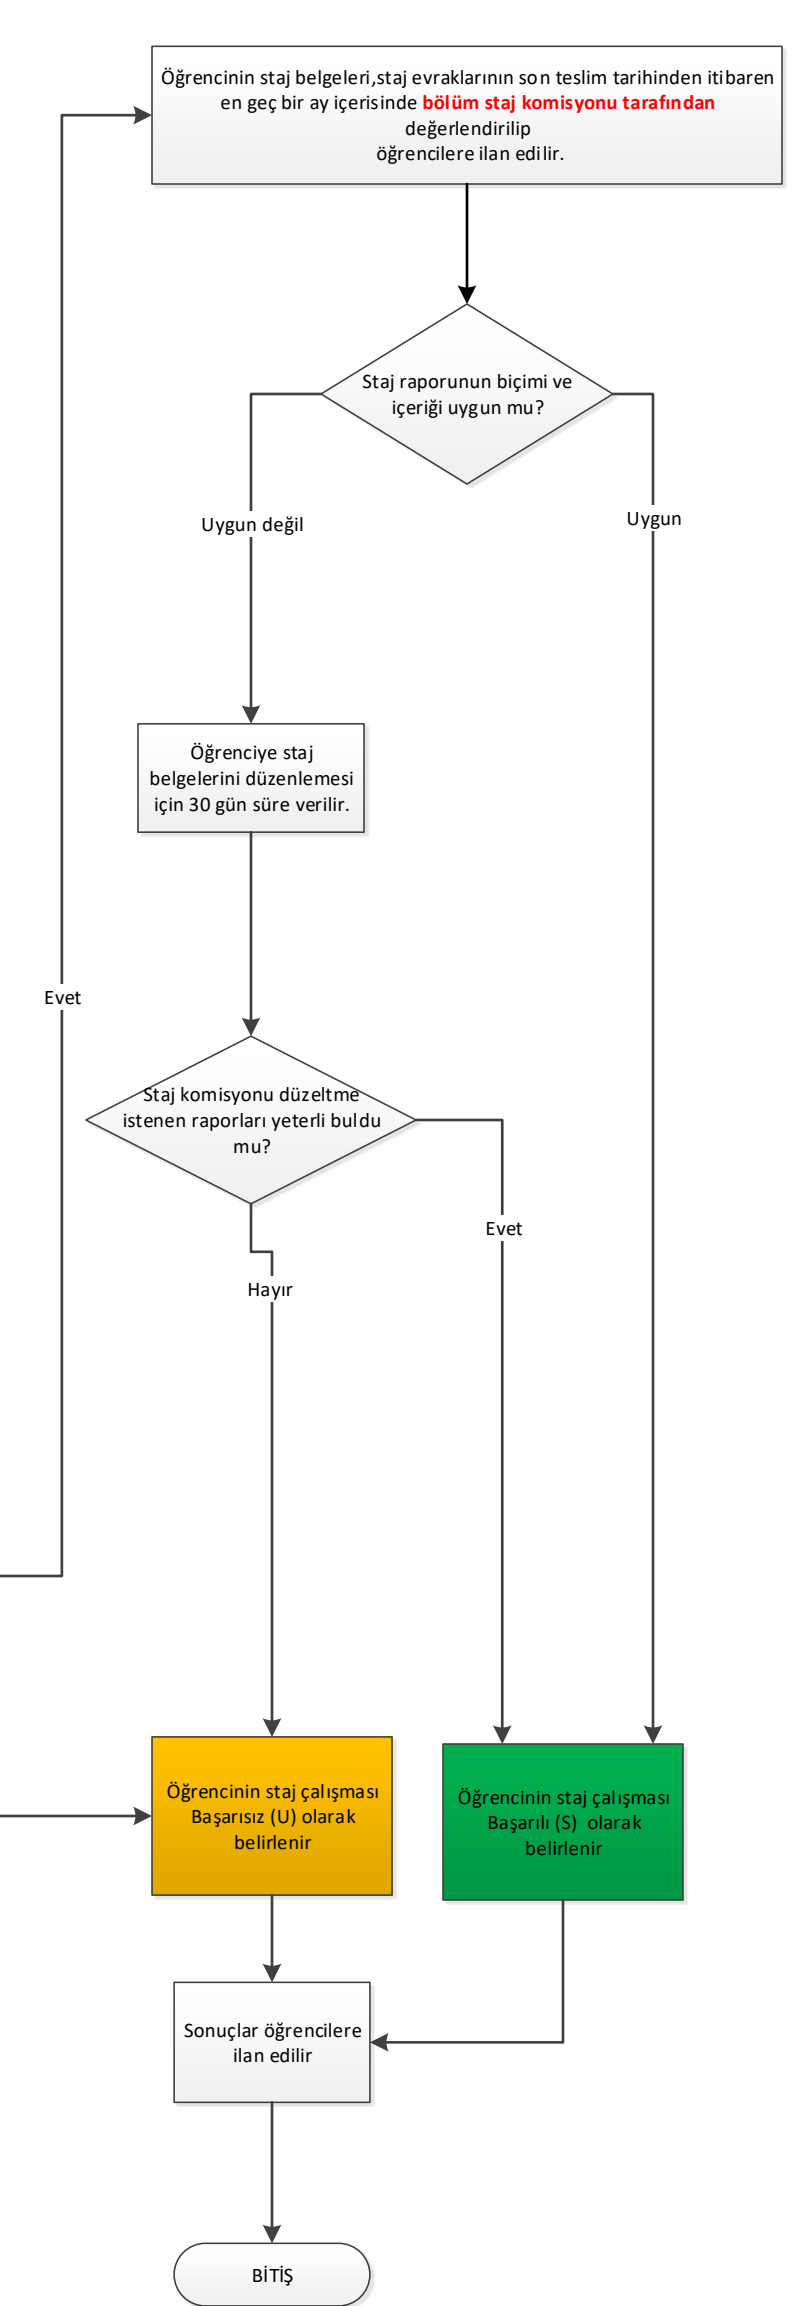 Öğrencinin staj belgeleri,staj evraklarının son teslim tarihinden itibaren
en geç bir ay içerisinde bölüm staj komisyonu tarafından
değerlendirilip
öğrencilere ilan edilir.
Staj raporunun biçimi ve
içeriği uygun mu?
Uygun değil
Uygun
Öğrenciye staj
belgelerini düzenlemesi
için 30 gün süre verilir.
Evet
Staj komisyonu düzeltme
istenen raporları yeterli buldu
mu?
Evet
Hayır
Öğrencinin staj çalışması
Başarısız (U) olarak
belirlenir
Öğrencinin staj çalışması
Başarılı (S) olarak
belirlenir
Sonuçlar öğrencilere
ilan edilir
BİTİŞ